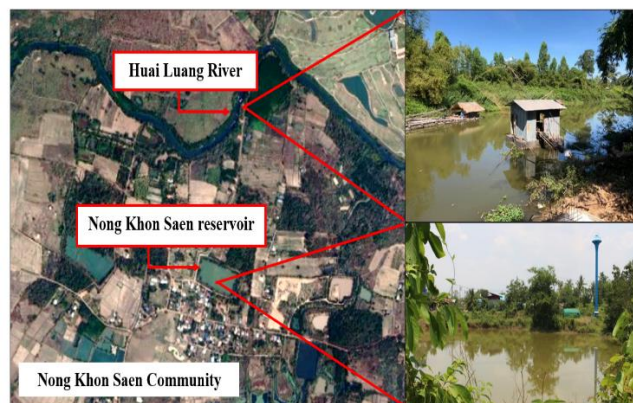 Huai Luang River
Nong Khon Saen reservoir
Nong Khon Saen Community